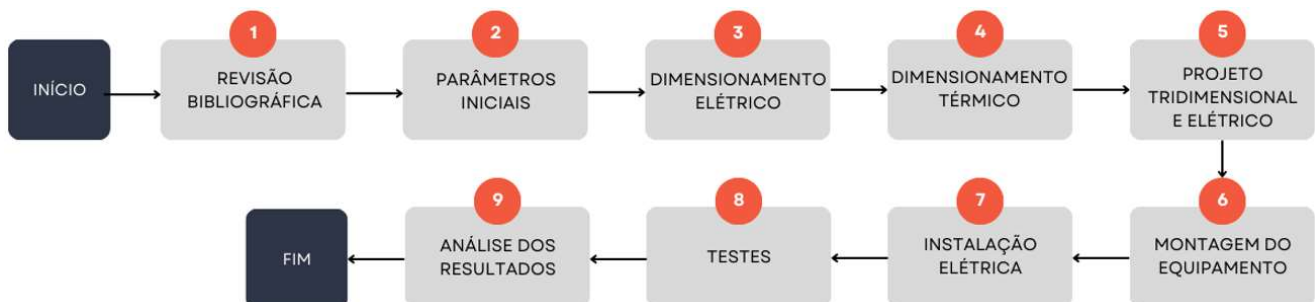 INÍCIO
1
REVISÃO
BIBLIOGRÁFICA
2
PARÂMETROS
INICIAIS
3
DIMENSIONAMENTO
ELÉTRICO
4
DIMENSIONAMENTO
TÉRMICO
5
PROJETO
TRIDIMENSIONAL
E ELÉTRICO
6
MONTAGEM DO
EQUIPAMENTO
7
INSTALAÇÃO
ELÉTRICA
8
TESTES
9
ANÁLISE DOS
RESULTADOS
FIM